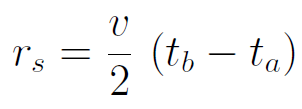 r_s = \frac{v}{2} (t_b - t_a)